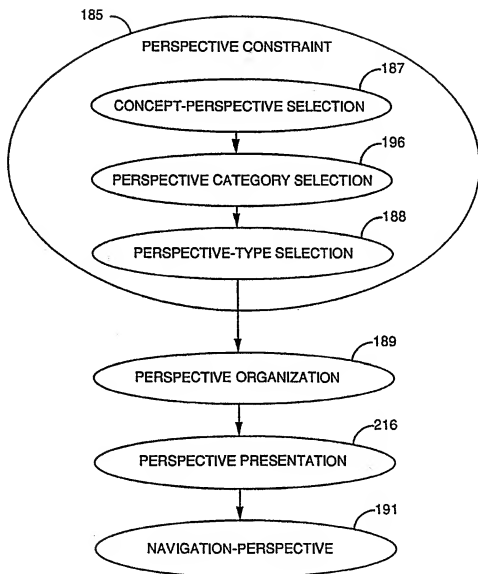 185
PERSPECTIVE CONSTRAINT
187
CONCEPT-PERSPECTIVE SELECTION
196
PERSPECTIVE CATEGORY SELECTION
188
PERSPECTIVE-TYPE SELECTION
189
PERSPECTIVE ORGANIZATION
216
PERSPECTIVE PRESENTATION
191
NAVIGATION-PERSPECTIVE